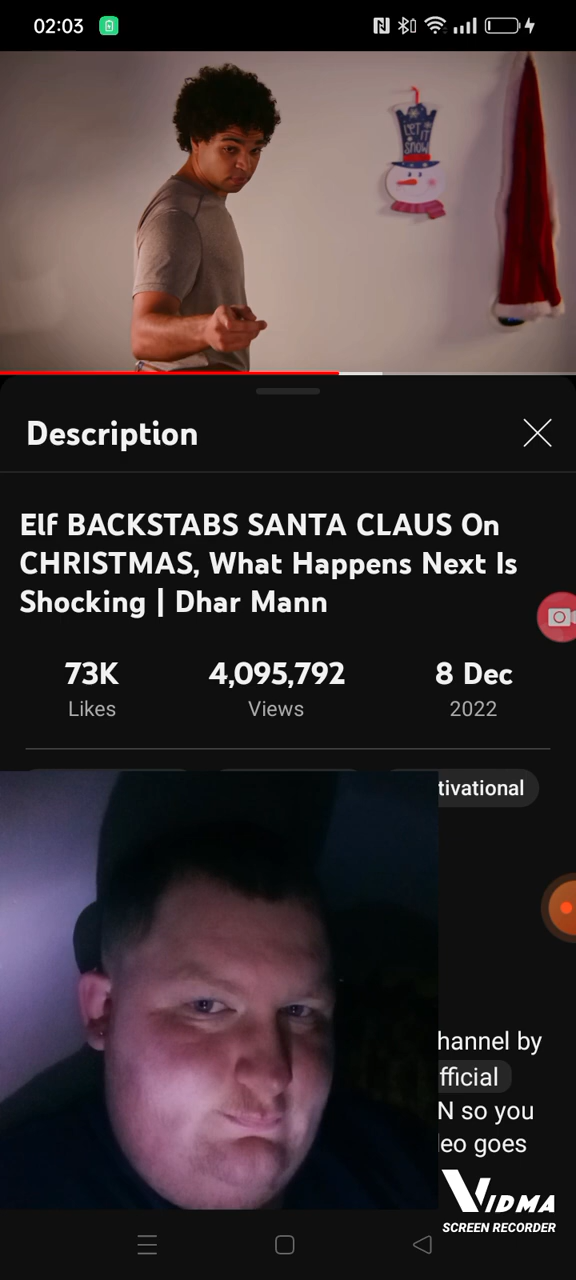 02:03
LET IT
SNOW
Description
Elf BACKSTABS SANTA CLAUS On
CHRISTMAS, What Happens Next Is
Shocking | Dhar Mann
73K
4,095,792
8 Dec
Likes
Views
2022
tivational
hannel by
fficial
N so you
eo goes
VIDMA
SCREEN RECORDER